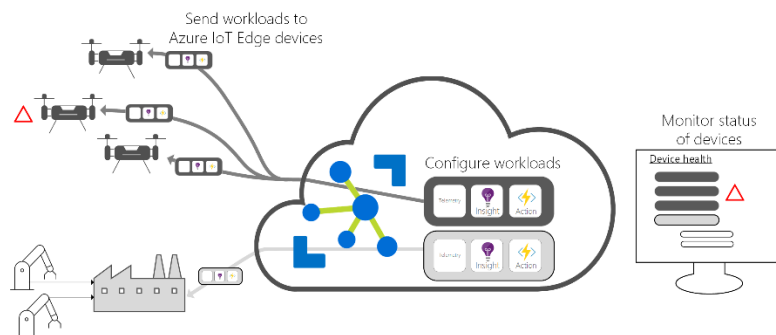 Send workloads to
Azure IoT Edge devices
Monitor status
of devices
Configure workloads
Device health
Telemetry
Insight
Action
Telemetry
Insight
Action